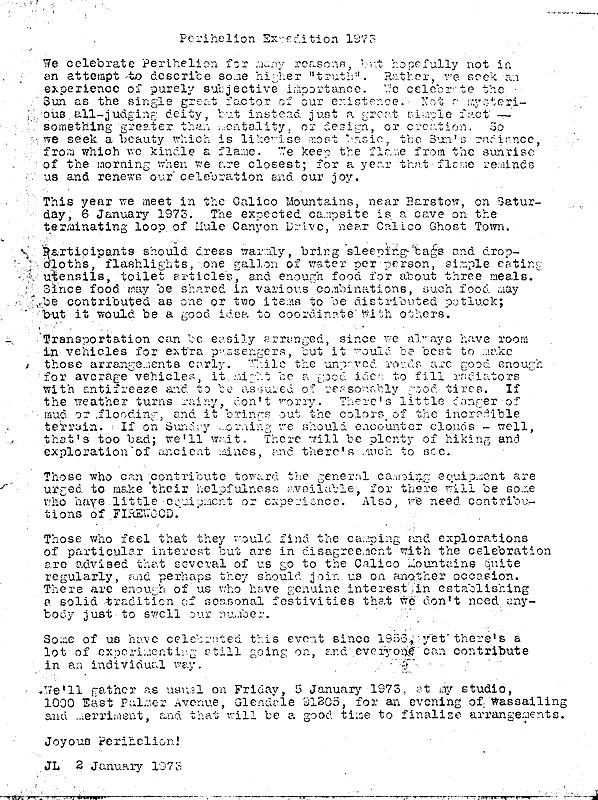 Perihelion Expedition 1973
We celebrate Perihelion for many reasons, but hopefully not in
an attempt to describe some higher "truth". Rather, we seek an
experience of purely subjective importance. We celebrate the
Sun as the single great factor of our existence. Not a mysteri-
ous all-judging deity, but instead just a great simple fact —
something greater than mentality, or design, or creation. So
we seek a beauty which is likewise most basic, the Sun's radiance,
from which we kindle a flame. We keep the flame from the sunrise
of the morning when we are closest; for a year that flame reminds
us and renews our celebration and our joy.
This year we meet in the Calico Mountains, near Barstow, on Satur-
day, 6 January 1973. The expected campsite is a cave on the
terminating loop of Mule Canyon Drive, near Calico Ghost Town.
Participants should dress warmly, bring sleeping bags and drop-
cloths, flashlights, one gallon of water per person, simple eating
utensils, toilet articles, and enough food for about three meals.
Since food may be shared in various combinations, such food may
be contributed as one or two items to be distributed potluck;
but it would be a good idea to coordinate with others.
Transportation can be easily arranged, since we always have room
in vehicles for extra passengers, but it would be best to make
those arrangements early. While the unpaved roads are good enough
for average vehicles, it might be a good idea to fill radiators
with antifreeze and to be assured of reasonably good tires. If
the weather turns rainy, don't worry. There's little danger of
mud or flooding, and it brings out the colors of the incredible
terrain. If on Sunday morning we should encounter clouds - well,
that's too bad; we'll wait. There will be plenty of hiking and
exploration of ancient mines, and there's much to see.
Those who can contribute toward the general camping equipment are
urged to make their helpfulness available, for there will be some
who have little equipment or experience. Also, we need contribu-
tions of FIREWOOD.
Those who feel that they would find the camping and explorations
of particular interest but are in disagreement with the celebration
are advised that several of us go to the Calico Mountains quite
regularly, and perhaps they should join us on another occasion.
There are enough of us who have genuine interest in establishing
a solid tradition of seasonal festivities that we don't need any-
body just to swell our number.
Some of us have celebrated this event since 1956, yet there's a
lot of experimenting still going on, and everyone can contribute
in an individual way.
We'll gather as usual on Friday, 5 January 1973, at my studio,
1000 East Palmer Avenue, Glendale 91205, for an evening of Wassailing
and merriment, and that will be a good time to finalize arrangements.
Joyous Perihelion!
JL 2 January 1973